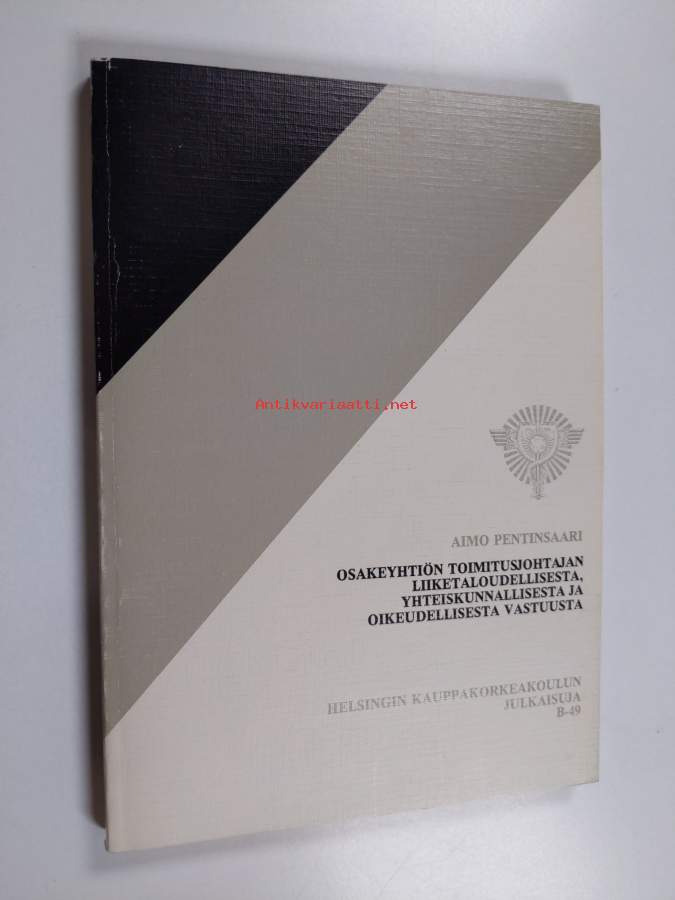 Antikvariaatti.net
AIMO PENTINSAARI
OSAKEYHTIÖN TOIMITUSJOHTAJAN
LIIKETALOUDELLISESTA,
YHTEISKUNNALLISESTA JA
OIKEUDELLISESTA VASTUUSTA
HELSINGIN KAUPPAKORKEAKOULUN
JULKAISUJA
B-49